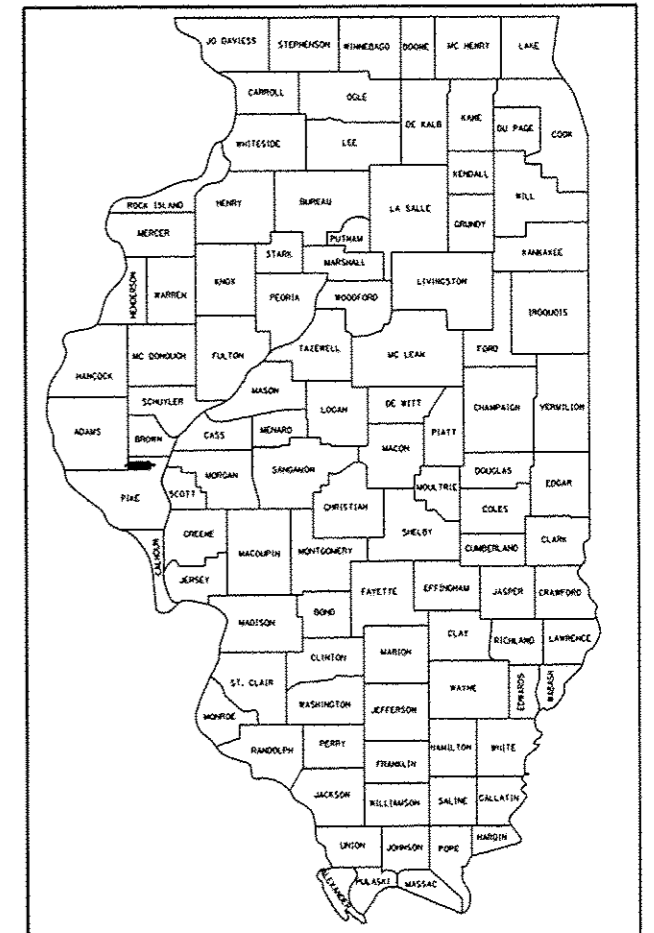 JO DAVIESS STEPHENSON WINNEBAGO BOONE MC HENRY LAKE
CARROLL OGLE DE KALB KANE DU PAGE COOK
WHITESIDE LEE KENDALL WILL
ROCK ISLAND HENRY BUREAU LA SALLE GRUNDY
MERCER STARK PUTNAM MARSHALL KANKAKEE
HENDERSON WARREN KNOX PEORIA WOODFORD LIVINGSTON IROQUOIS
HANCOCK MC DONOUGH FULTON TAZEWELL MC LEAN FORD
SCHUYLER MASON LOGAN DE WITT CHAMPAIGN VERMILION
ADAMS BROWN CASS MENARD MACON PIATT
PIKE SCOTT MORGAN SANGAMON CHRISTIAN MOULTRIE DOUGLAS EDGAR
CALHOUN GREENE MACOUPIN MONTGOMERY SHELBY COLES CUMBERLAND CLARK
JERSEY FAYETTE EFFINGHAM JASPER CRAWFORD
MADISON BOND CLAY RICHLAND LAWRENCE
ST. CLAIR CLINTON MARION WAYNE EDWARDS WABASH
MONROE WASHINGTON JEFFERSON
RANDOLPH PERRY FRANKLIN HAMILTON WHITE
JACKSON WILLIAMSON SALINE GALLATIN
UNION JOHNSON POPE HARDIN
ALEXANDER PULASKI MASSAC